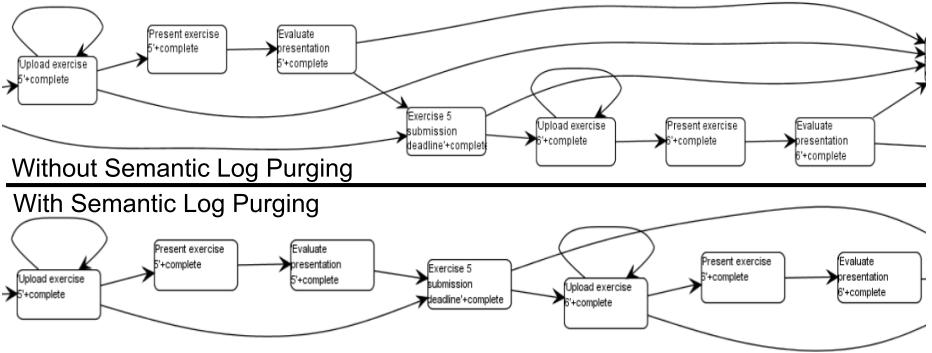 Present exercise
5'+complete
Evaluate
presentation
5'+complete
'Upload exercise
5'+complete
'Exercise 5
submission
deadline'+complete
'Upload exercise
6'+complete
Present exercise
6'+complete
Evaluate
presentation
6'+complete
Without Semantic Log Purging
With Semantic Log Purging
Present exercise
5'+complete
Evaluate
presentation
5'+complete
'Upload exercise
5'+complete
Exercise 5
submission
deadline'+complete
'Upload exercise
6'+complete
Present exercise
6'+complete
Evaluate
presentation
6'+complete